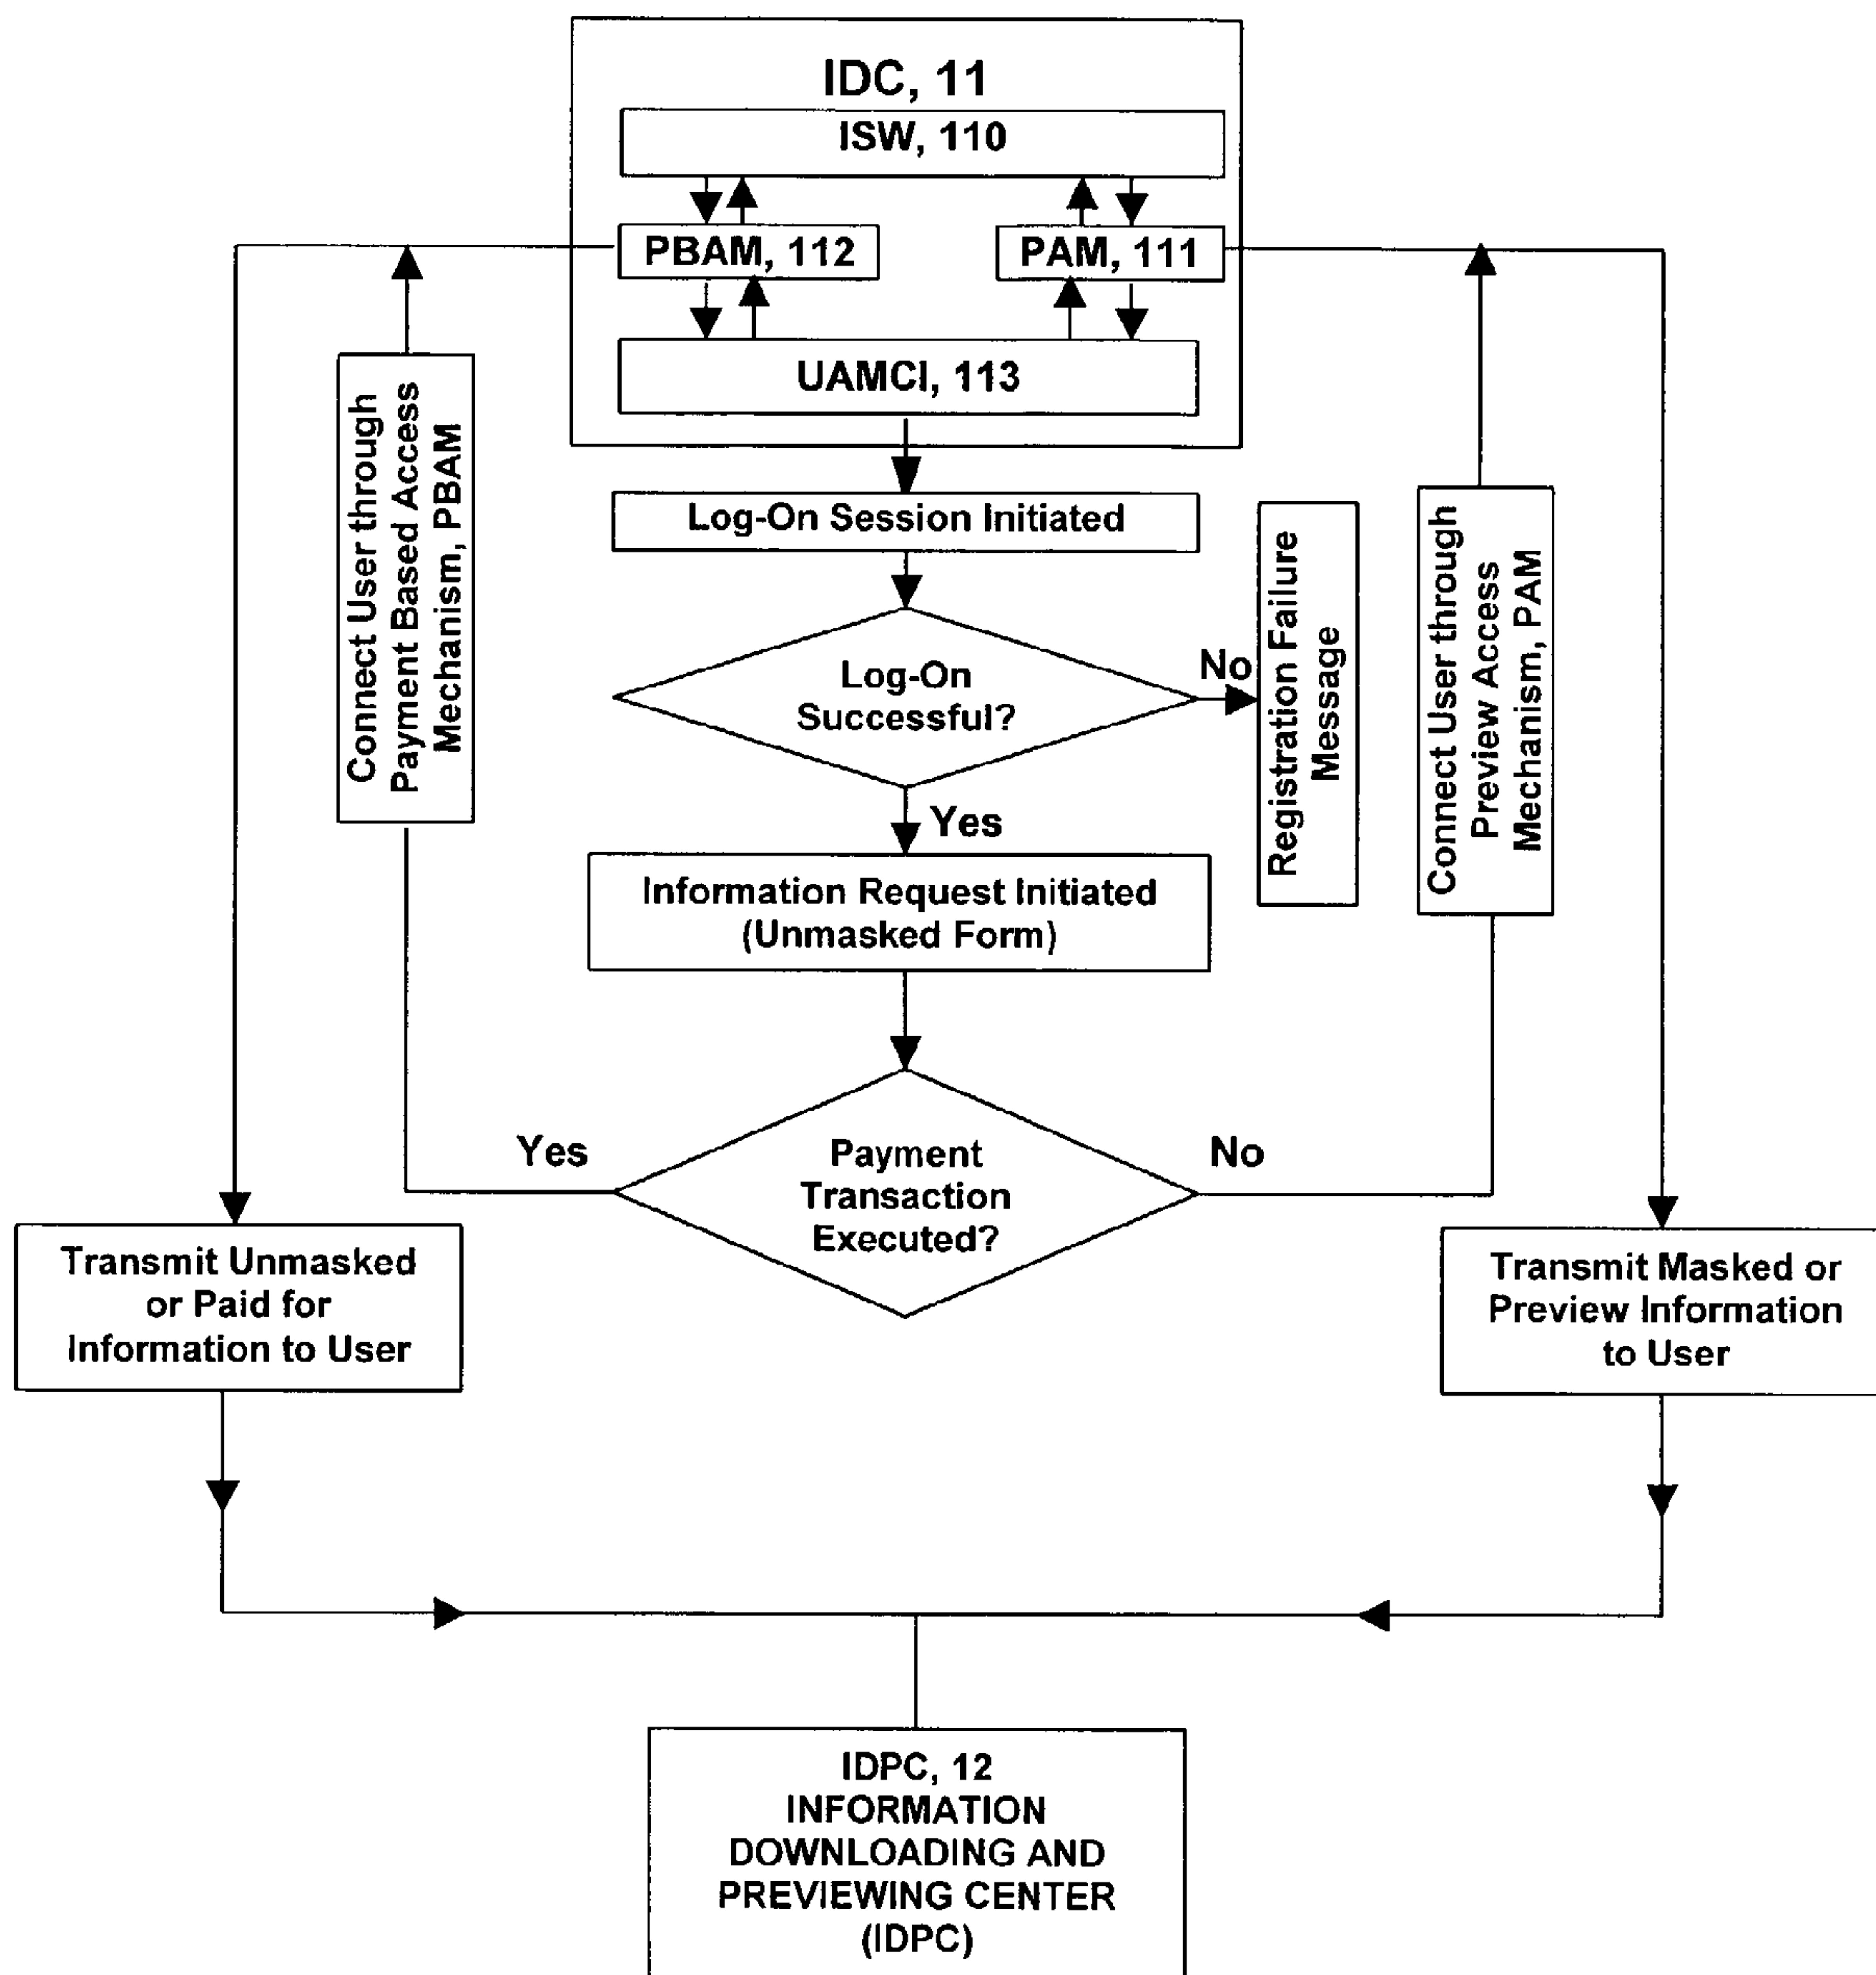 IDC, 11
ISW, 110
PBAM, 112
PAM, 111
UAMCI, 113
Connect User through
Payment Based Access
Mechanism, PBAM
Log-On Session Initiated
Registration Failure
Message
Connect User through
Preview Access
Mechanism, PAM
Log-On
Successful?
No
Yes
Information Request Initiated
(Unmasked Form)
Yes
Payment
Transaction
Executed?
No
Transmit Unmasked
or Paid for
Information to User
Transmit Masked or
Preview Information
to User
IDPC, 12
INFORMATION
DOWNLOADING AND
PREVIEWING CENTER
(IDPC)